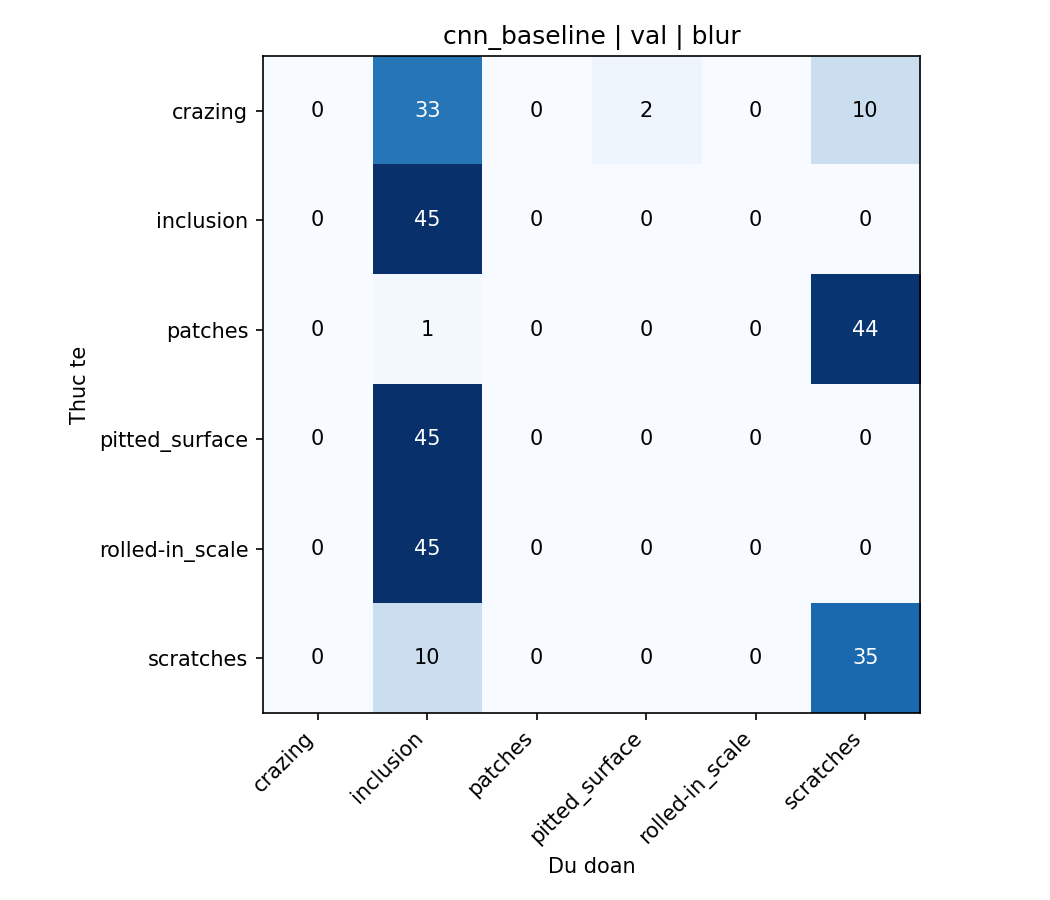 cnn_baseline | val | blur
Thuc te
crazing 0 33 0 2 0 10
inclusion 0 45 0 0 0 0
patches 0 1 0 0 0 44
pitted_surface 0 45 0 0 0 0
rolled-in_scale 0 45 0 0 0 0
scratches 0 10 0 0 0 35
crazing inclusion patches pitted_surface rolled-in_scale scratches
Du doan